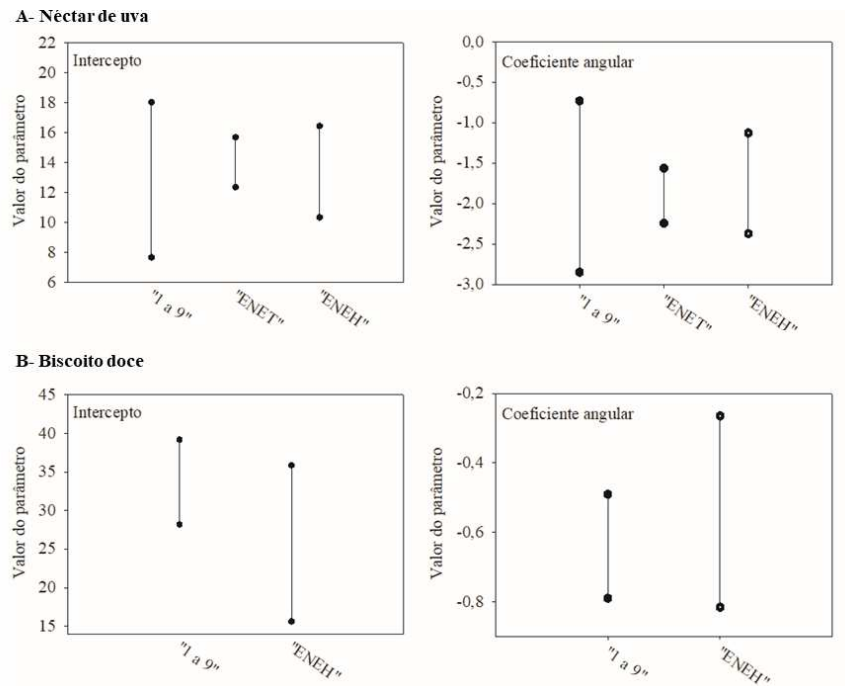 A- Néctar de uva
Intercepto
Valor do parâmetro
22
20
18
16
14
12
10
8
6
"1 a 9"
"ENET"
"ENEH"
Coeficiente angular
Valor do parâmetro
0,0
-0,5
-1,0
-1,5
-2,0
-2,5
-3,0
"1 a 9"
"ENET"
"ENEH"
B- Biscoito doce
Intercepto
Valor do parâmetro
45
40
35
30
25
20
15
"1 a 9"
"ENEH"
Coeficiente angular
Valor do parâmetro
-0,2
-0,4
-0,6
-0,8
"1 a 9"
"ENEH"